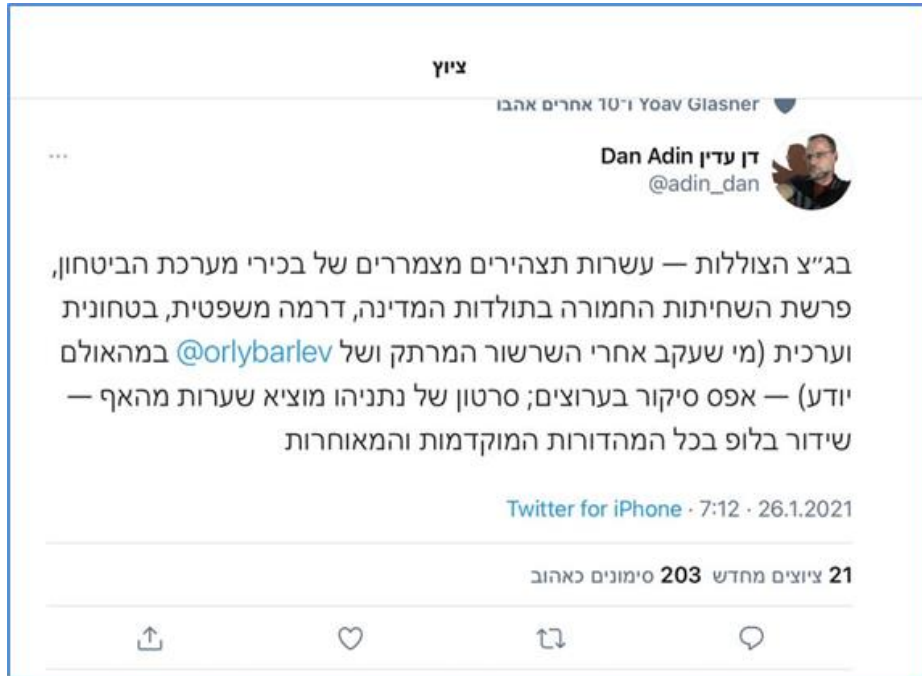 ציוץ
Yoav Glasner ו־10 אחרים אהבו
דן עדין Dan Adin
@adin_dan
בג״צ הצוללות — עשרות תצהירים מצמררים של בכירי מערכת הביטחון,
פרשת השחיתות החמורה בתולדות המדינה, דרמה משפטית, בטחונית
וערכית (מי שעקב אחרי השרשור המרתק ושל @orlybarlev במהאולם
יודע) — אפס סיקור בערוצים; סרטון של נתניהו מוציא שערות מהאף —
שידור בלופ בכל המהדורות המוקדמות והמאוחרות
Twitter for iPhone · 7:12 · 26.1.2021
21 ציוצים מחדש 203 סימונים כאהוב